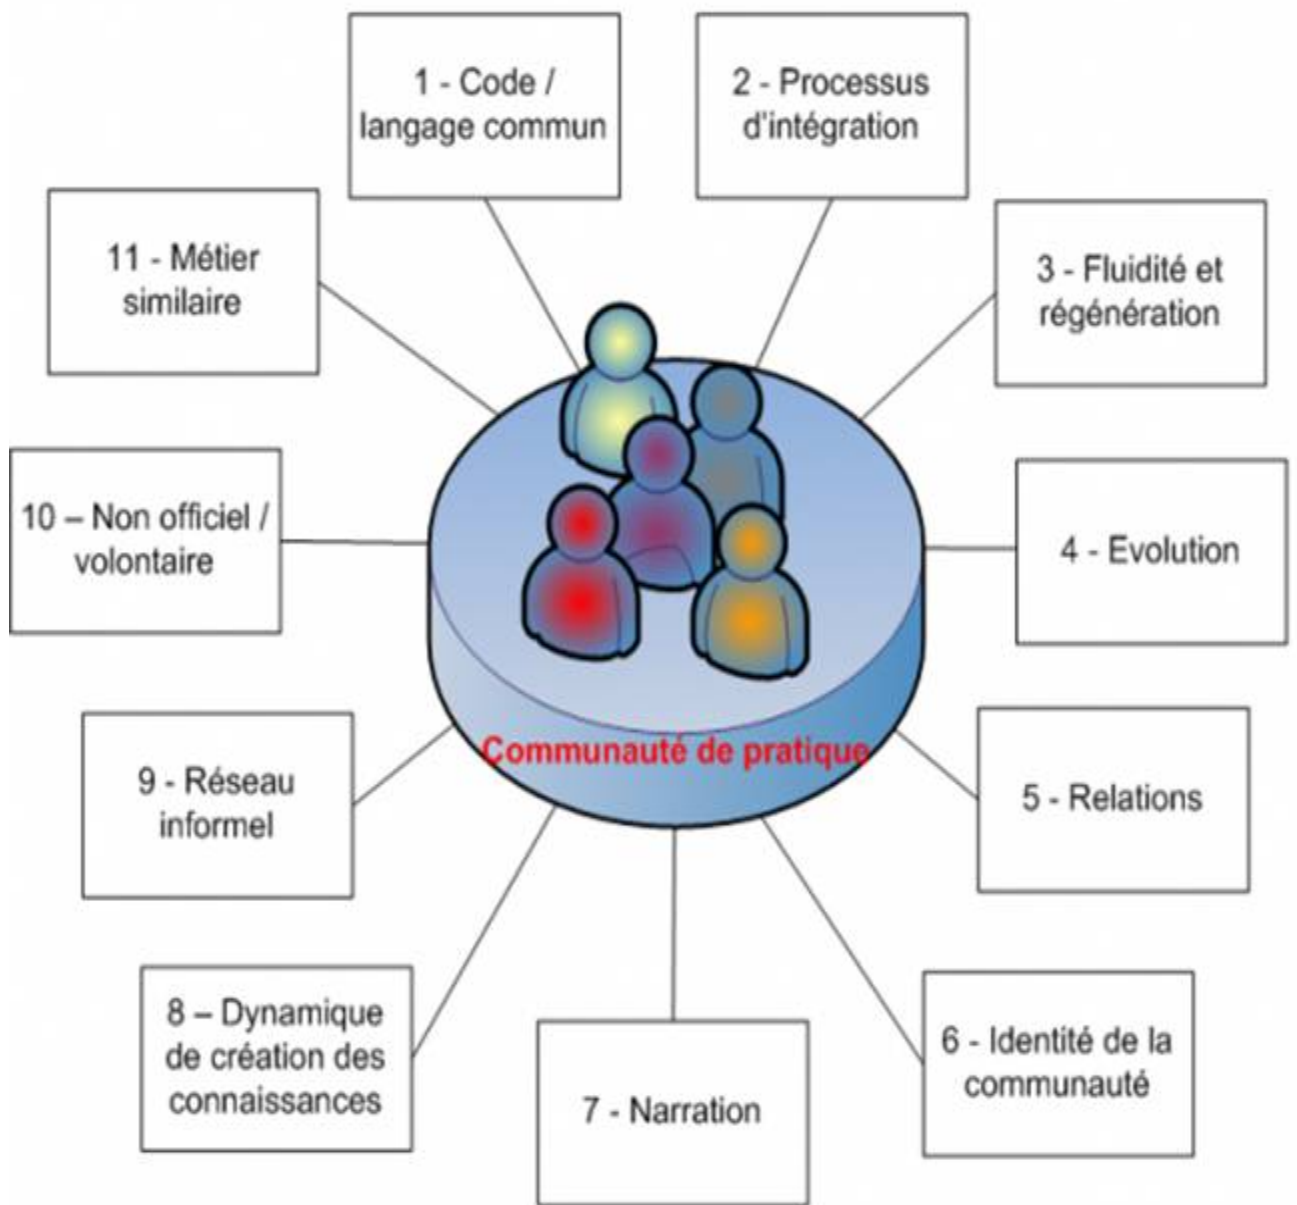 1 - Code /
langage commun
2 - Processus
d'intégration
3 - Fluidité et
régénération
4 - Evolution
5 - Relations
6 - Identité de la
communauté
7 - Narration
8 – Dynamique
de création des
connaissances
9 - Réseau
informel
10 – Non officiel /
volontaire
11 - Métier
similaire
Communauté de pratique